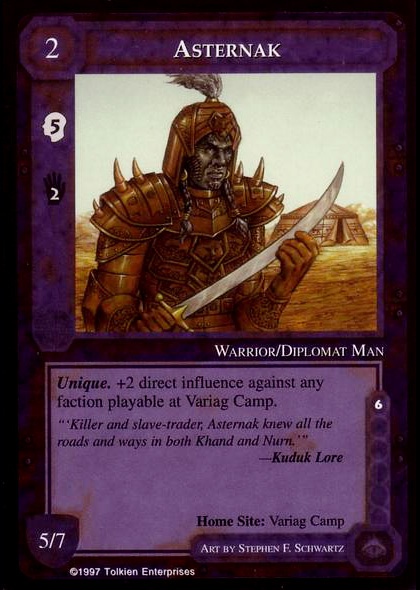 2
ASTERNAK
5
2
WARRIOR/DIPLOMAT MAN
Unique. +2 direct influence against any
faction playable at Variag Camp.
"'Killer and slave-trader, Asternak knew all the
roads and ways in both Khand and Nurn.'"
—Kuduk Lore
6
Home Site: Variag Camp
5/7
ART BY STEPHEN F. SCHWARTZ
©1997 Tolkien Enterprises